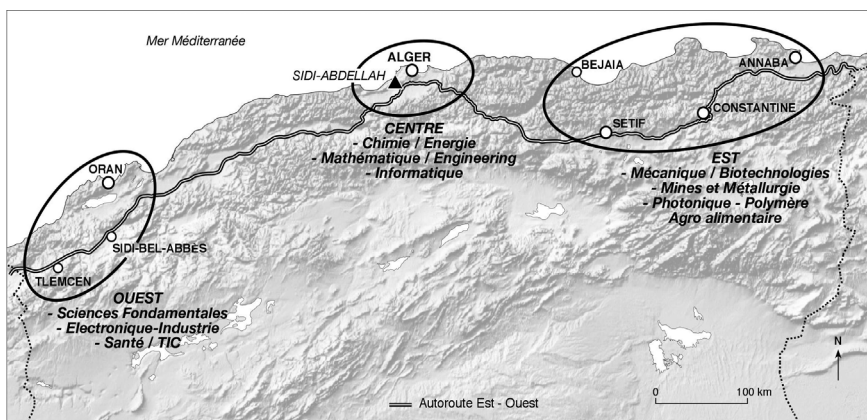 Mer Méditerranée
ALGER
SIDI-ABDELLAH
BEJAIA
ANNABA
CONSTANTINE
SETIF
CENTRE
- Chimie / Energie
- Mathématique / Engineering
- Informatique
EST
- Mécanique / Biotechnologies
- Mines et Métallurgie
- Photonique - Polymère
Agro alimentaire
ORAN
SIDI-BEL-ABBÈS
TLEMCEN
OUEST
- Sciences Fondamentales
- Electronique-Industrie
- Santé / TIC
N
Autoroute Est - Ouest
0 100 km